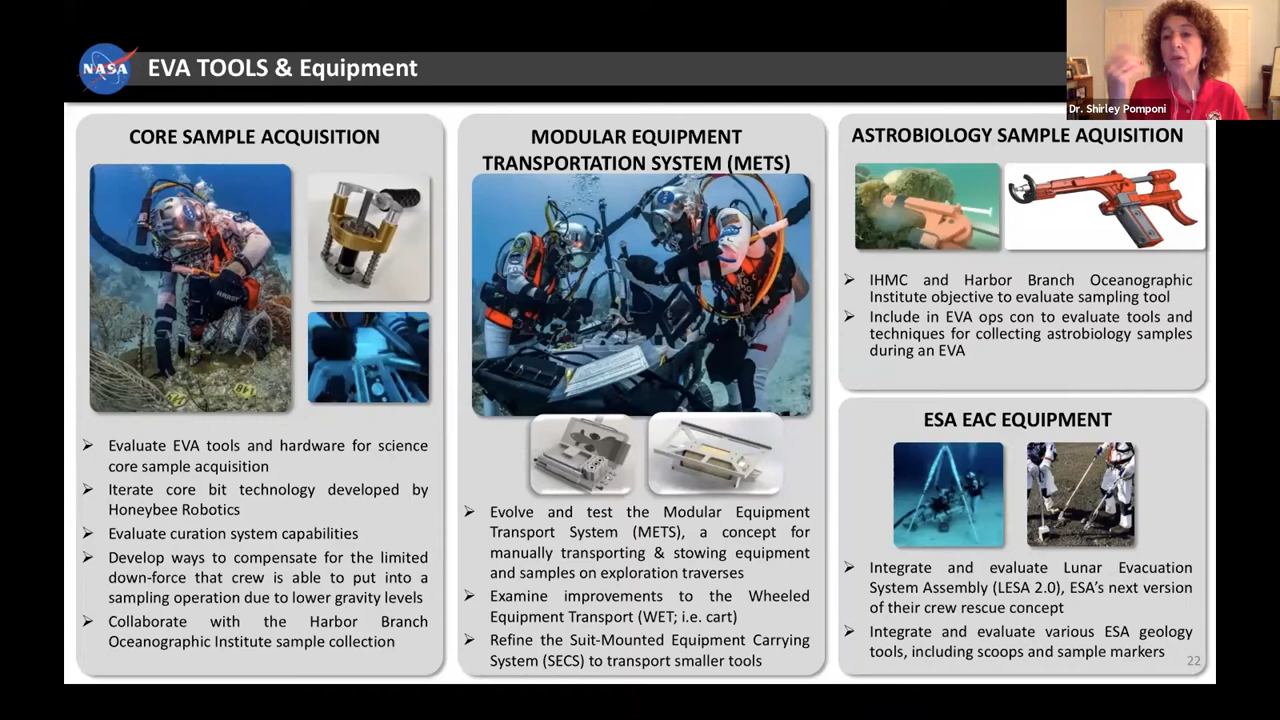 NASA
EVA TOOLS & Equipment
Dr. Shirley Pomponi
CORE SAMPLE ACQUISITION
Evaluate EVA tools and hardware for science
core sample acquisition
Iterate core bit technology developed by
Honeybee Robotics
Evaluate curation system capabilities
Develop ways to compensate for the limited
down-force that crew is able to put into a
sampling operation due to lower gravity levels
Collaborate with the Harbor Branch
Oceanographic Institute sample collection
MODULAR EQUIPMENT
TRANSPORTATION SYSTEM (METS)
Evolve and test the Modular Equipment
Transport System (METS), a concept for
manually transporting & stowing equipment
and samples on exploration traverses
Examine improvements to the Wheeled
Equipment Transport (WET; i.e. cart)
Refine the Suit-Mounted Equipment Carrying
System (SECS) to transport smaller tools
ASTROBIOLOGY SAMPLE AQUISITION
IHMC and Harbor Branch Oceanographic
Institute objective to evaluate sampling tool
Include in EVA ops con to evaluate tools and
techniques for collecting astrobiology samples
during an EVA
ESA EAC EQUIPMENT
Integrate and evaluate Lunar Evacuation
System Assembly (LESA 2.0), ESA's next version
of their crew rescue concept
Integrate and evaluate various ESA geology
tools, including scoops and sample markers
22